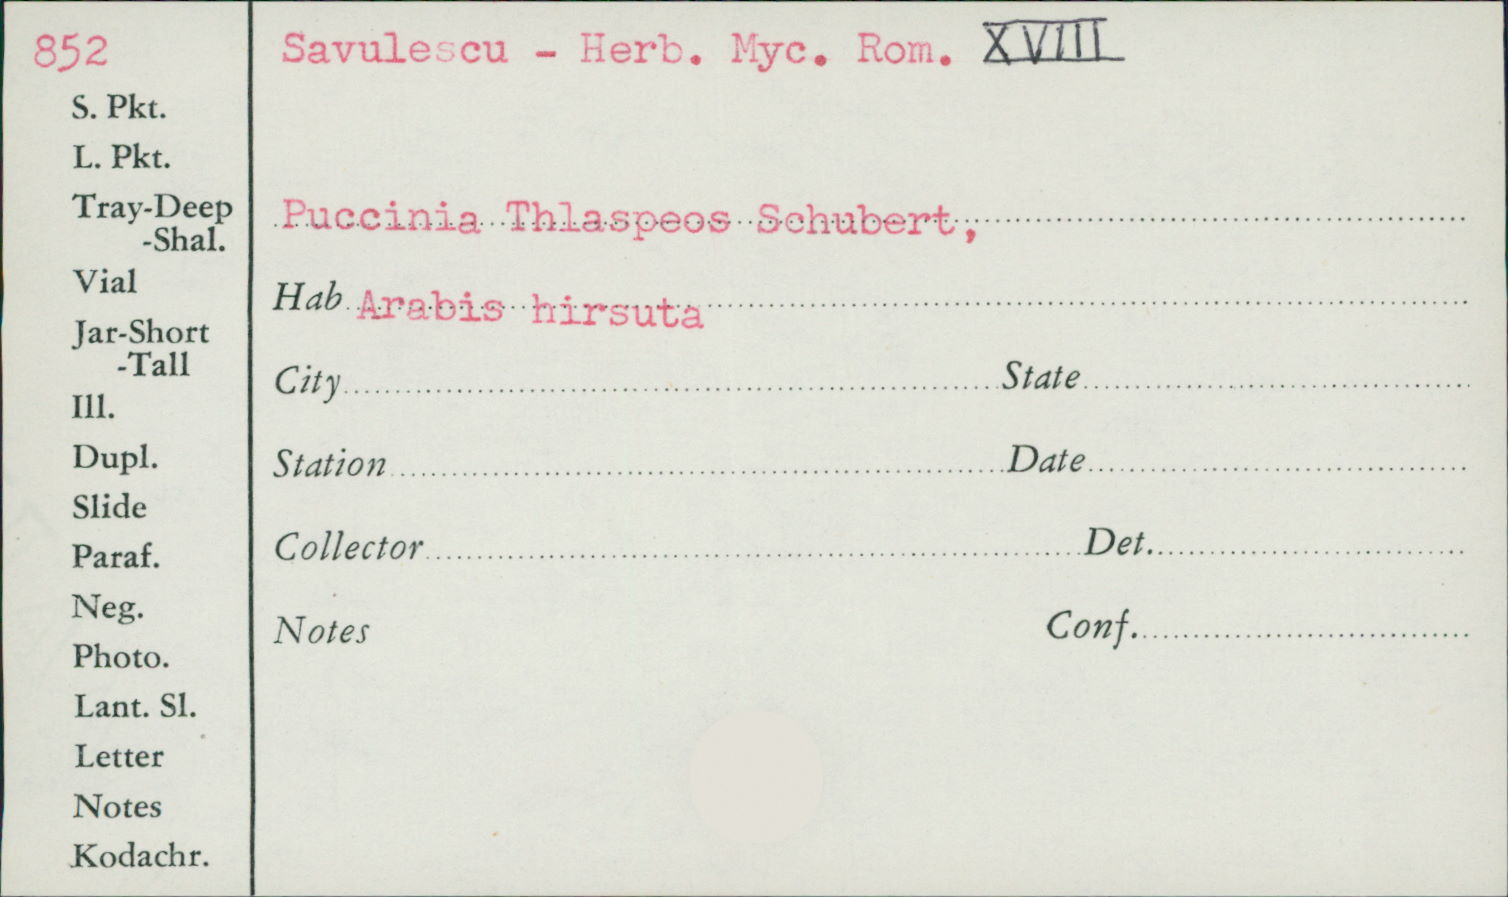 852
Savulescu - Herb. Myc. Rom. XVIII
S. Pkt.
L. Pkt.
Tray-Deep
-Shal.
Vial
Jar-Short
-Tall
Ill.
Dupl.
Slide
Paraf.
Neg.
Photo.
Lant. Sl.
Letter
Notes
Kodachr.
Puccinia Thlaspeos Schubert,
Hab Arabis hirsuta
City State
Station Date
Collector Det.
Notes Conf.